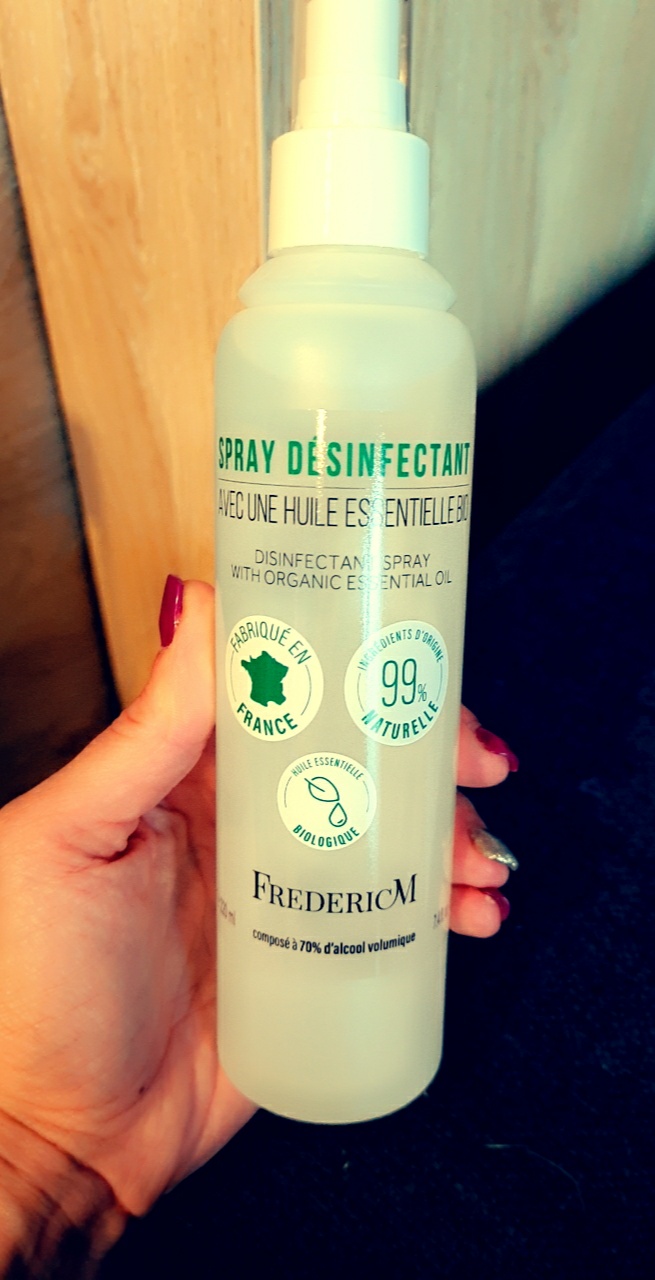 SPRAY DÉSINFECTANT
AVEC UNE HUILE ESSENTIELLE BIO
DISINFECTANT SPRAY
WITH ORGANIC ESSENTIAL OIL
FABRIQUÉ EN
FRANCE
INGRÉDIENTS D'ORIGINE
99%
NATURELLE
HUILE ESSENTIELLE
BIOLOGIQUE
FREDERICM
composé à 70% d'alcool volumique